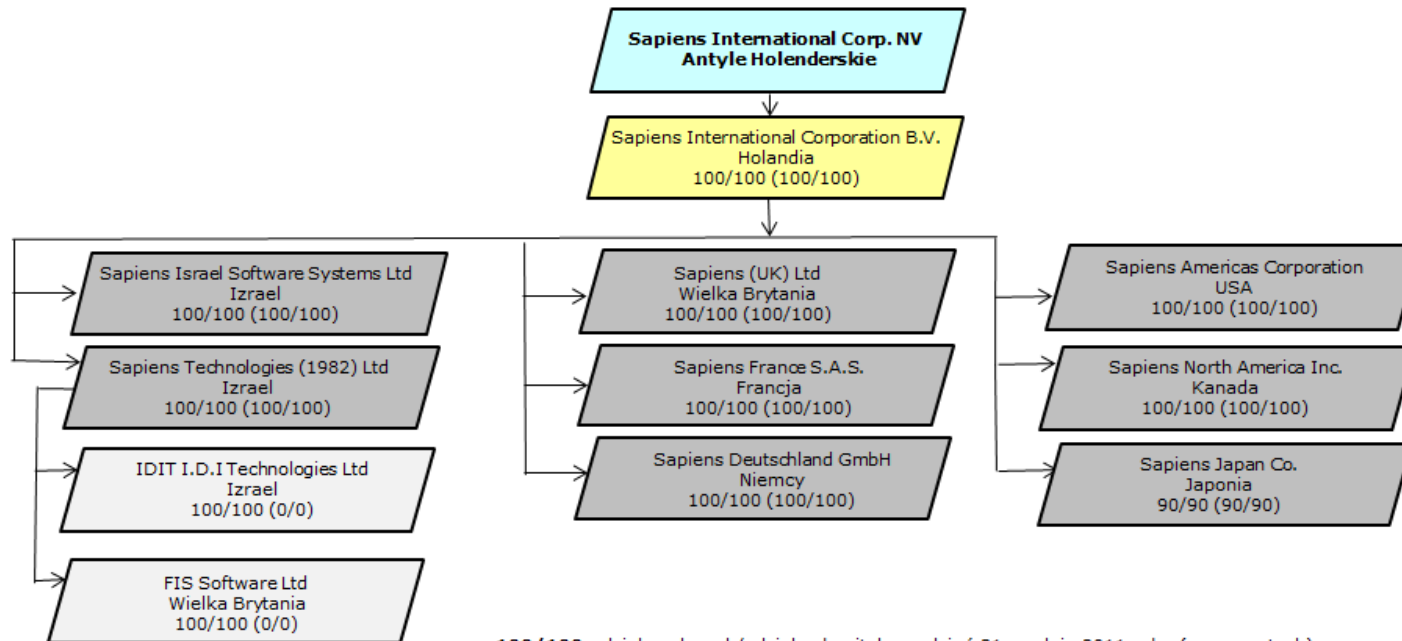 Sapiens International Corp. NV
Antyle Holenderskie
Sapiens International Corporation B.V.
Holandia
100/100 (100/100)
Sapiens Israel Software Systems Ltd
Izrael
100/100 (100/100)
Sapiens Technologies (1982) Ltd
Izrael
100/100 (100/100)
IDIT I.D.I Technologies Ltd
Izrael
100/100 (0/0)
FIS Software Ltd
Wielka Brytania
100/100 (0/0)
Sapiens (UK) Ltd
Wielka Brytania
100/100 (100/100)
Sapiens France S.A.S.
Francja
100/100 (100/100)
Sapiens Deutschland GmbH
Niemcy
100/100 (100/100)
Sapiens Americas Corporation
USA
100/100 (100/100)
Sapiens North America Inc.
Kanada
100/100 (100/100)
Sapiens Japan Co.
Japonia
90/90 (90/90)